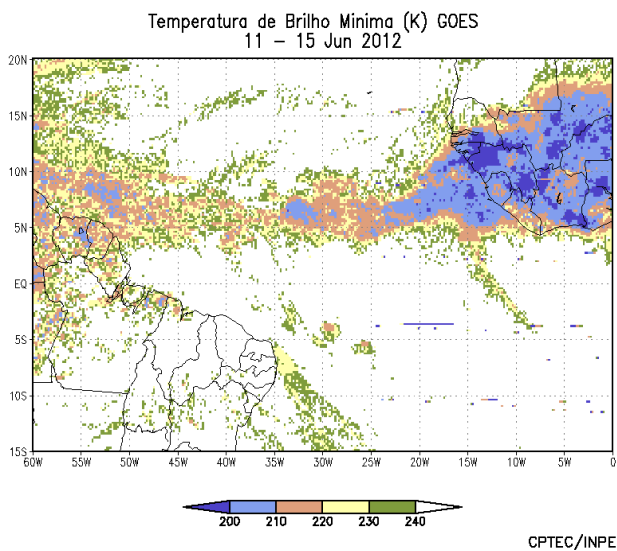 Temperatura de Brilho Minima (K) GOES
11 – 15 Jun 2012
20N
15N
10N
5N
EQ
5S
10S
15S
60W 55W 50W 45W 40W 35W 30W 25W 20W 15W 10W 5W 0
200 210 220 230 240
CPTEC/INPE